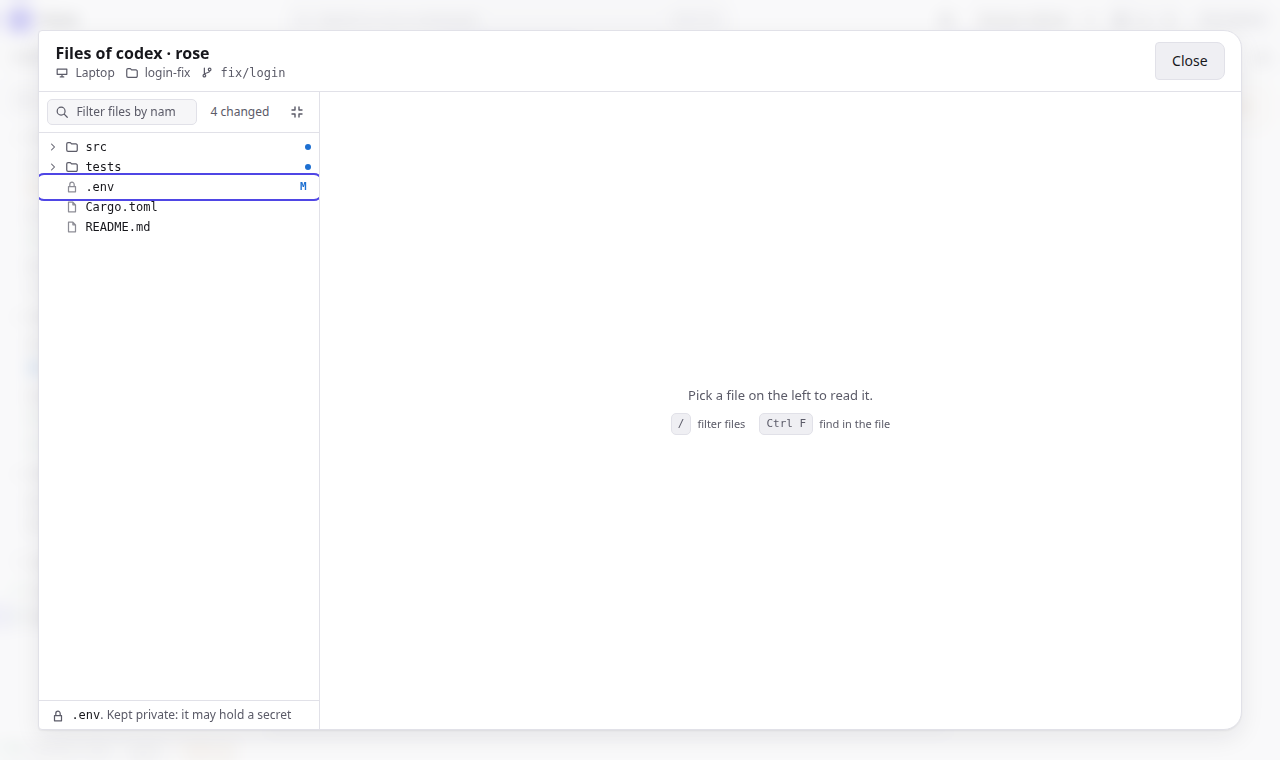 Files of codex · rose
Laptop login-fix fix/login
Close
Filter files by nam
4 changed
src
tests
.env M
Cargo.toml
README.md
Pick a file on the left to read it.
/ filter files Ctrl F find in the file
.env. Kept private: it may hold a secret